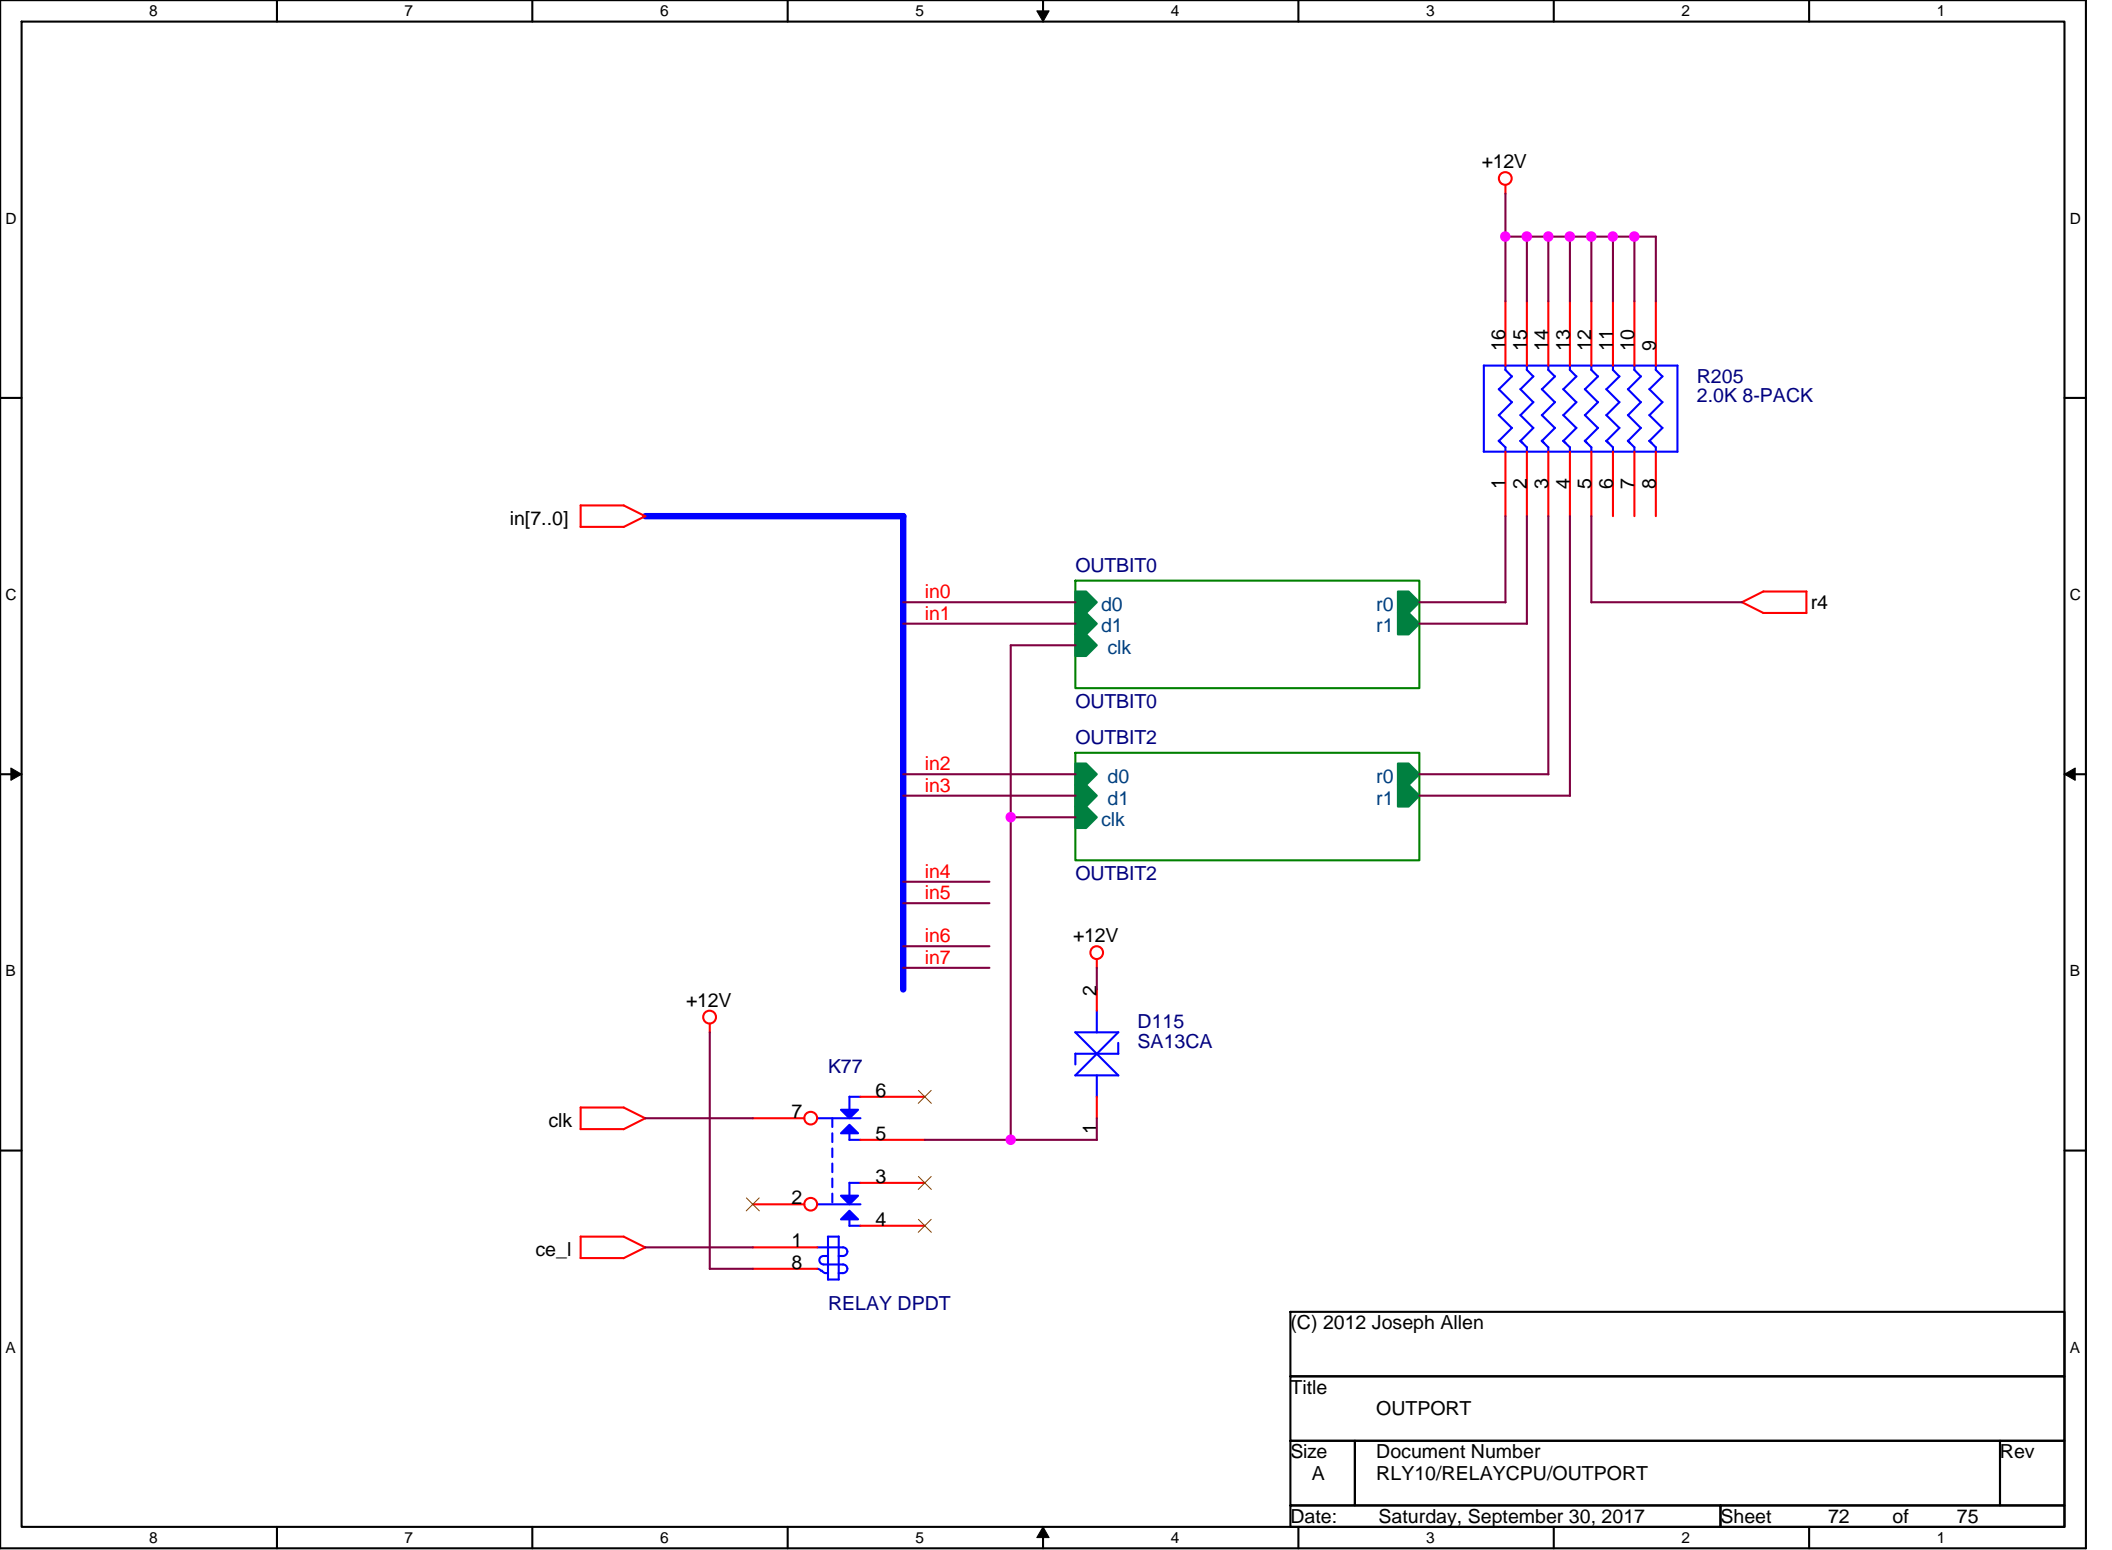 8 7 6 5 4 3 2 1
+12V
D D
16 15 14 13 12 11 10 9
R205
2.0K 8-PACK
1 2 3 4 5 6 7 8
in[7..0]
OUTBIT0
C C
in0 d0 r0 r4
in1 d1 r1
clk
OUTBIT0
OUTBIT2
in2 d0 r0
in3 d1 r1
clk
in4
OUTBIT2
in5
in6
+12V
in7
B B
2
+12V
D115
SA13CA
K77
6
clk 7
5 1
3
2
4
ce_l 1
8
RELAY DPDT
(C) 2012 Joseph Allen
A A
Title
OUTPORT
Size Document Number Rev
A RLY10/RELAYCPU/OUTPORT
Date: Saturday, September 30, 2017 Sheet 72 of 75
8 7 6 5 4 3 2 1